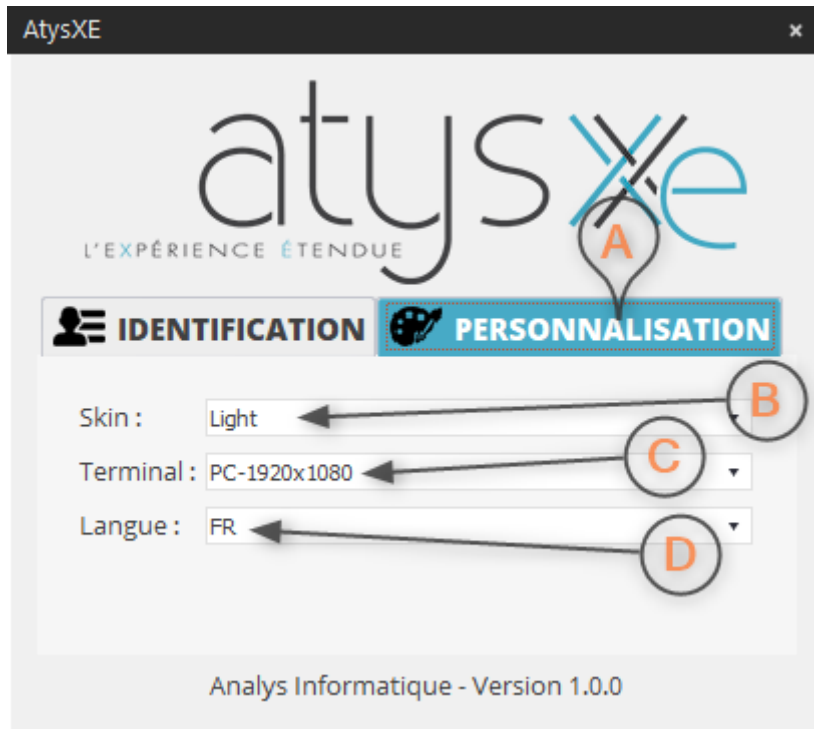 AtysXE ×
atysXe
L'EXPÉRIENCE ÉTENDUE
A
IDENTIFICATION PERSONNALISATION
B
Skin : Light
C
Terminal : PC-1920x1080
Langue : FR
D
Analys Informatique - Version 1.0.0